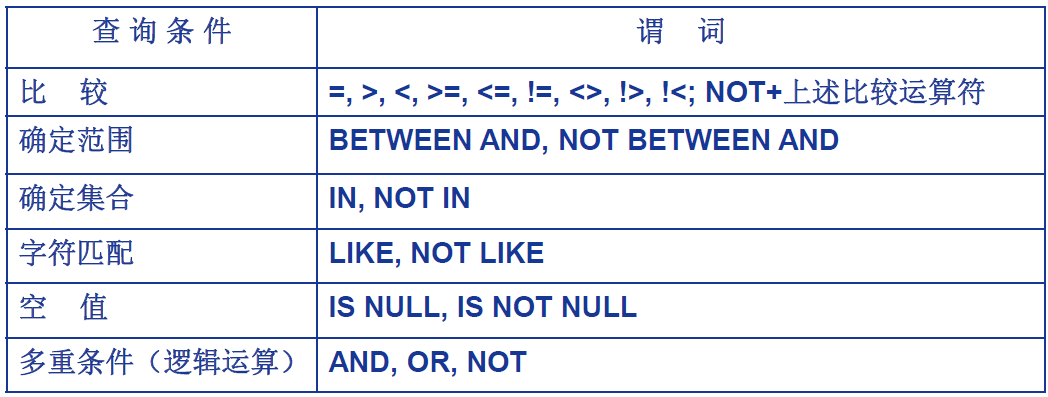 查 询 条 件 谓 词
比 较 =, >, <, >=, <=, !=, <>, !>, !<; NOT+上述比较运算符
确定范围 BETWEEN AND, NOT BETWEEN AND
确定集合 IN, NOT IN
字符匹配 LIKE, NOT LIKE
空 值 IS NULL, IS NOT NULL
多重条件（逻辑运算） AND, OR, NOT